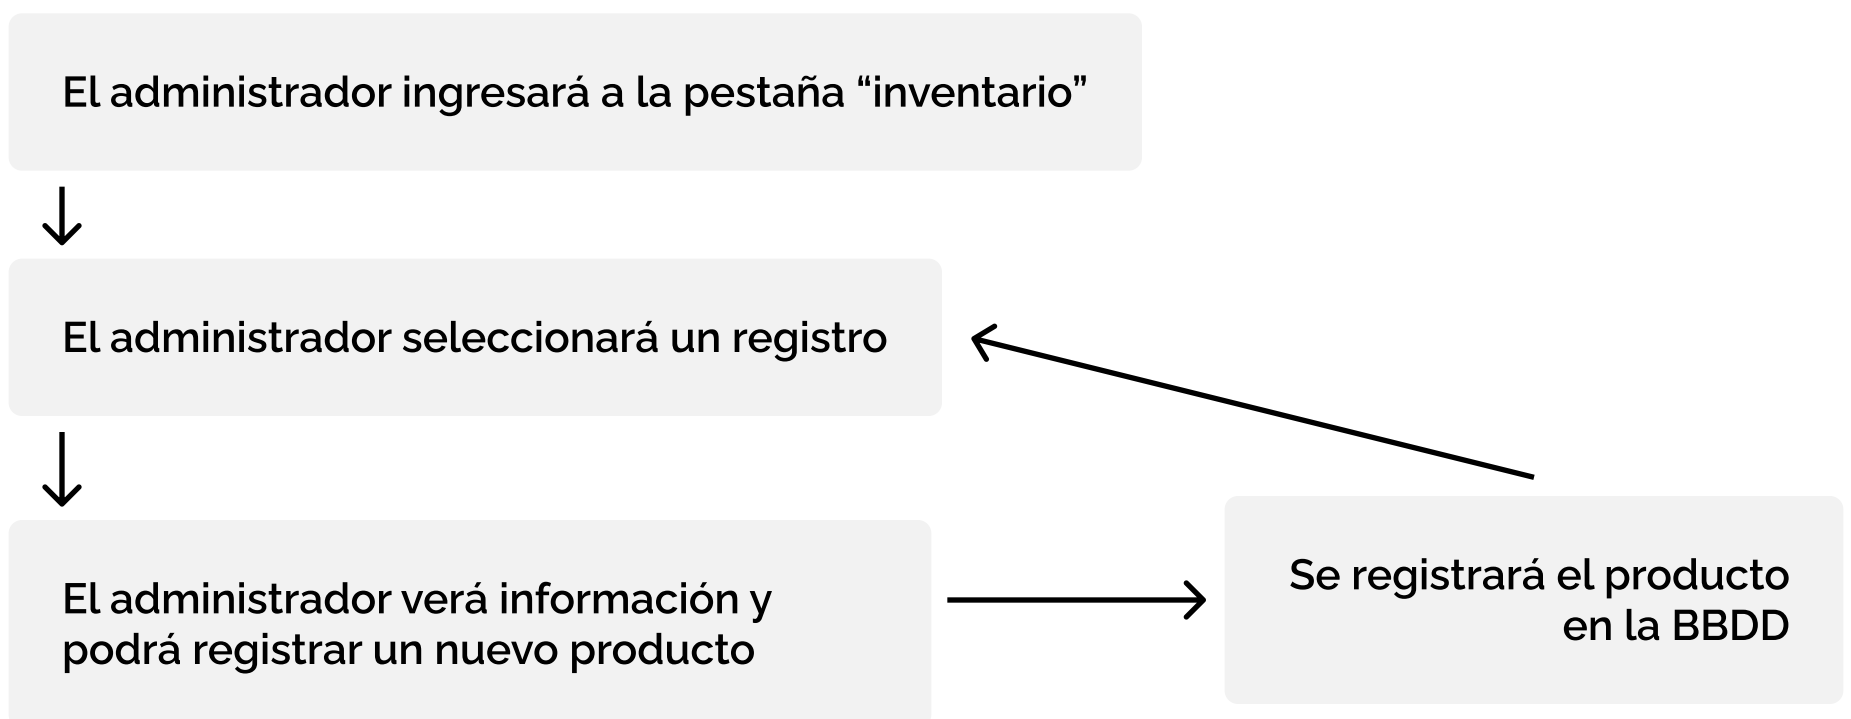 El administrador ingresará a la pestaña “inventario”
El administrador seleccionará un registro
El administrador verá información y
podrá registrar un nuevo producto
Se registrará el producto
en la BBDD